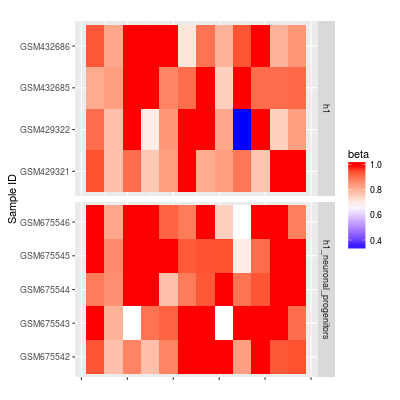 GSM432686
GSM432685
GSM429322
GSM429321
h1
GSM675546
GSM675545
GSM675544
GSM675543
GSM675542
h1_neuronal_progenitors
Sample ID
beta
1.0
0.8
0.6
0.4